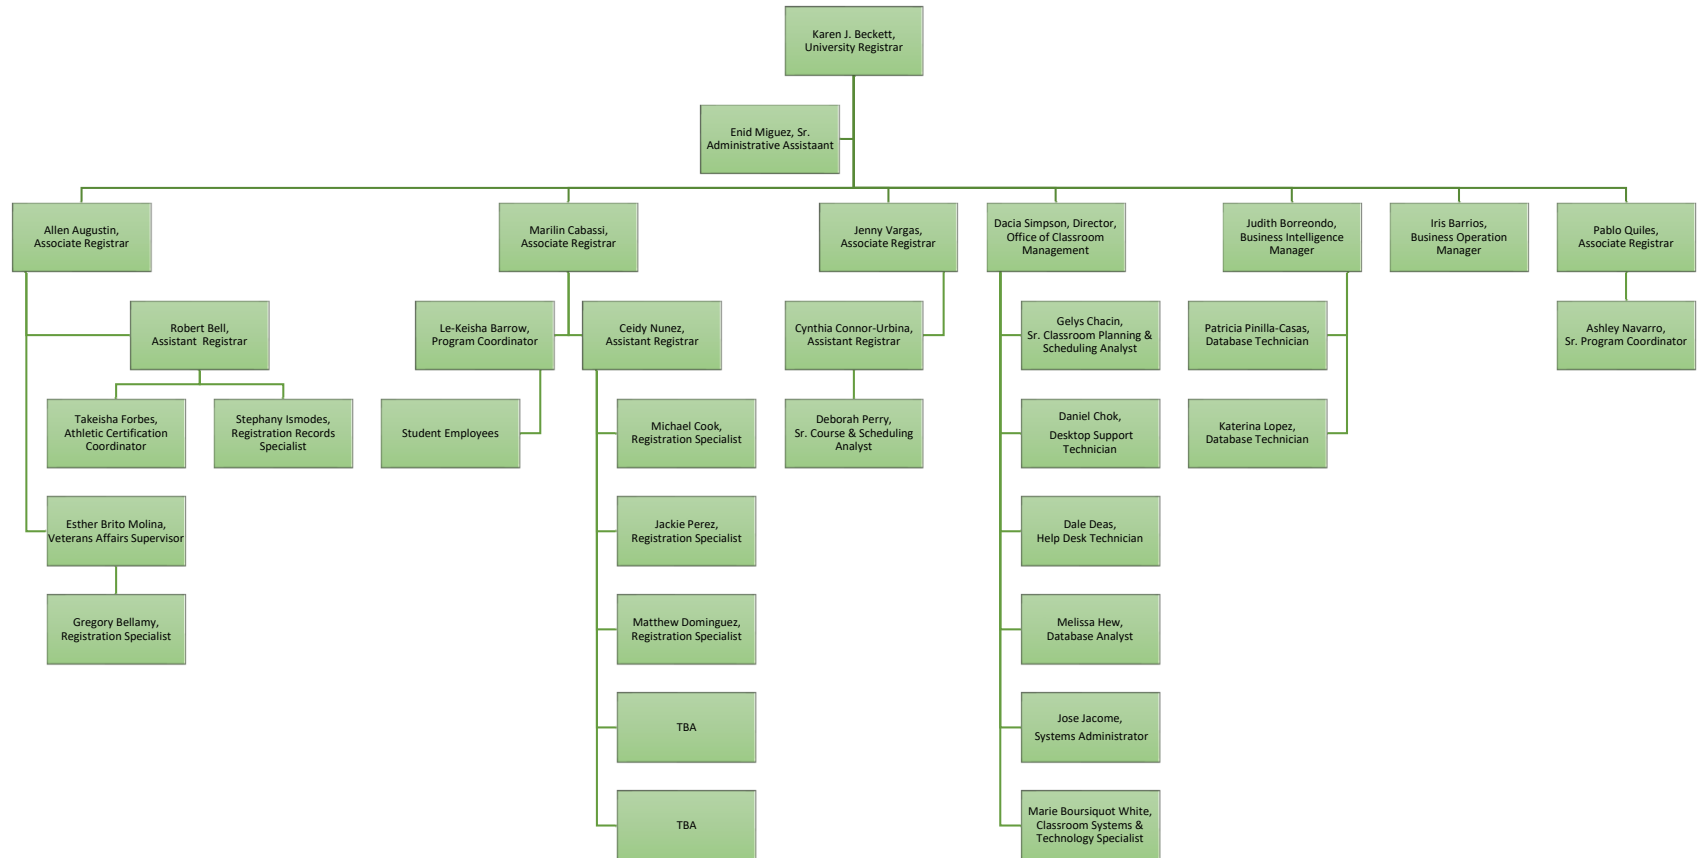 Karen J. Beckett,
University Registrar
Enid Miguez, Sr.
Administrative Assistaant
Allen Augustin,
Associate Registrar
Marilin Cabassi,
Associate Registrar
Jenny Vargas,
Associate Registrar
Dacia Simpson, Director,
Office of Classroom
Management
Judith Borreondo,
Business Intelligence
Manager
Iris Barrios,
Business Operation
Manager
Pablo Quiles,
Associate Registrar
Robert Bell,
Assistant Registrar
Le-Keisha Barrow,
Program Coordinator
Ceidy Nunez,
Assistant Registrar
Cynthia Connor-Urbina,
Assistant Registrar
Gelys Chacin,
Sr. Classroom Planning &
Scheduling Analyst
Patricia Pinilla-Casas,
Database Technician
Ashley Navarro,
Sr. Program Coordinator
Takeisha Forbes,
Athletic Certification
Coordinator
Stephany Ismodes,
Registration Records
Specialist
Student Employees
Michael Cook,
Registration Specialist
Deborah Perry,
Sr. Course & Scheduling
Analyst
Daniel Chok,
Desktop Support
Technician
Katerina Lopez,
Database Technician
Esther Brito Molina,
Veterans Affairs Supervisor
Jackie Perez,
Registration Specialist
Dale Deas,
Help Desk Technician
Gregory Bellamy,
Registration Specialist
Matthew Dominguez,
Registration Specialist
Melissa Hew,
Database Analyst
TBA
Jose Jacome,
Systems Administrator
TBA
Marie Boursiquot White,
Classroom Systems &
Technology Specialist